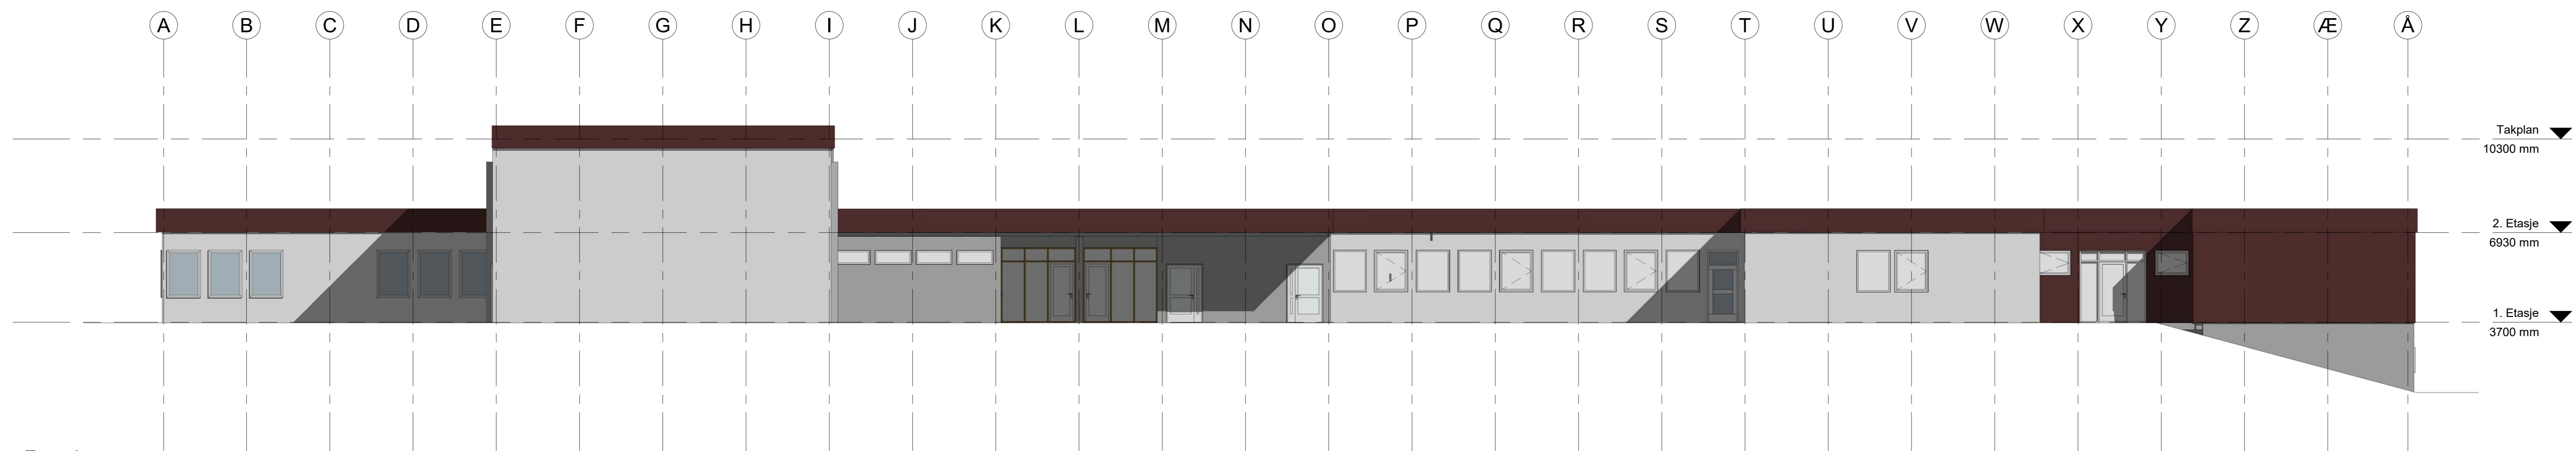 A B C D E F G H I J K L M N O P Q R S T U V W X Y Z Æ Å
Takplan
10300 mm
2. Etasje
6930 mm
1. Etasje
3700 mm